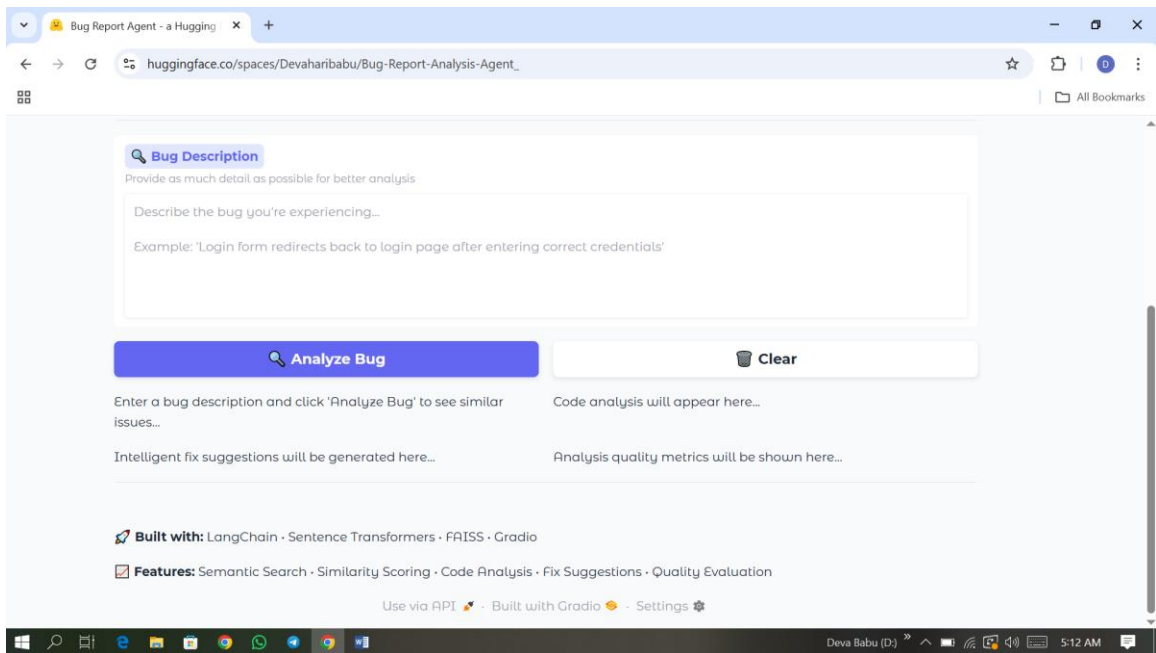 Bug Report Agent - a Hugging
huggingface.co/spaces/Devaharibabu/Bug-Report-Analysis-Agent_
D
All Bookmarks
Bug Description
Provide as much detail as possible for better analysis
Describe the bug you're experiencing...
Example: 'Login form redirects back to login page after entering correct credentials'
Analyze Bug
Clear
Enter a bug description and click 'Analyze Bug' to see similar
issues...
Code analysis will appear here...
Intelligent fix suggestions will be generated here...
Analysis quality metrics will be shown here...
Built with: LangChain · Sentence Transformers · FAISS · Gradio
Features: Semantic Search · Similarity Scoring · Code Analysis · Fix Suggestions · Quality Evaluation
Use via API · Built with Gradio · Settings
Deva Babu (D:) 5:12 AM